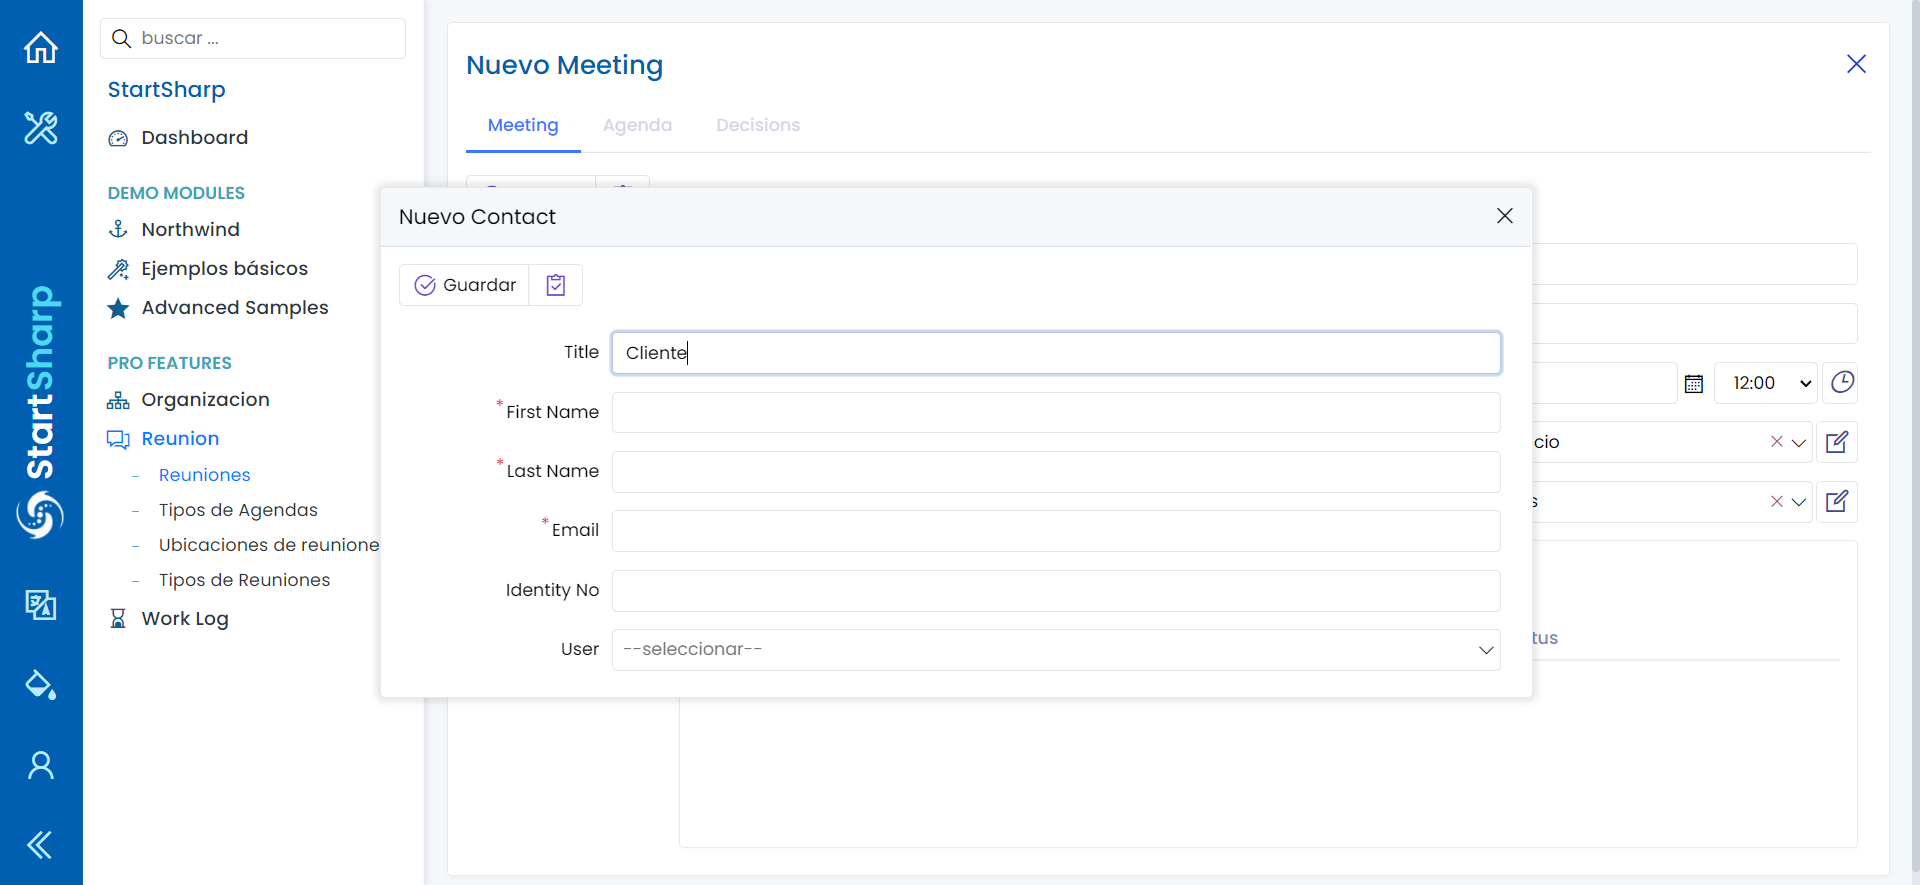 buscar ...
StartSharp
Dashboard
DEMO MODULES
Northwind
Ejemplos básicos
Advanced Samples
PRO FEATURES
Organizacion
Reunion
Reuniones
Tipos de Agendas
Ubicaciones de reunione
Tipos de Reuniones
Work Log
StartSharp
Nuevo Meeting
Meeting
Agenda
Decisions
Nuevo Contact
Guardar
Title
Cliente
*First Name
*Last Name
*Email
Identity No
User
--seleccionar--
12:00
cio
s
tus